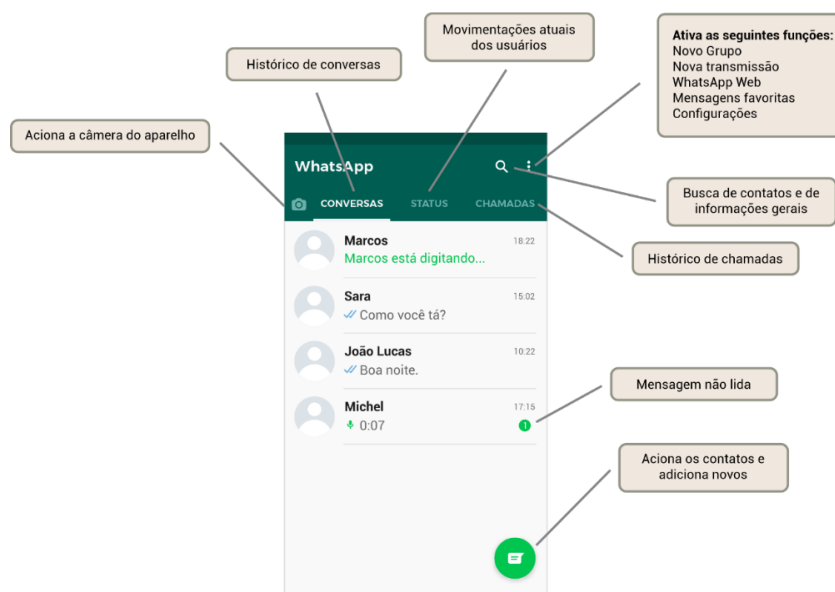 Movimentações atuais
dos usuários
Ativa as seguintes funções:
Novo Grupo
Nova transmissão
WhatsApp Web
Mensagens favoritas
Configurações
Histórico de conversas
Aciona a câmera do aparelho
WhatsApp
CONVERSAS STATUS CHAMADAS
Busca de contatos e de
informações gerais
Histórico de chamadas
Marcos 18:22
Marcos está digitando...
Sara 15:02
Como você tá?
João Lucas 10:22
Boa noite.
Michel 17:15
0:07 1
Mensagem não lida
Aciona os contatos e
adiciona novos